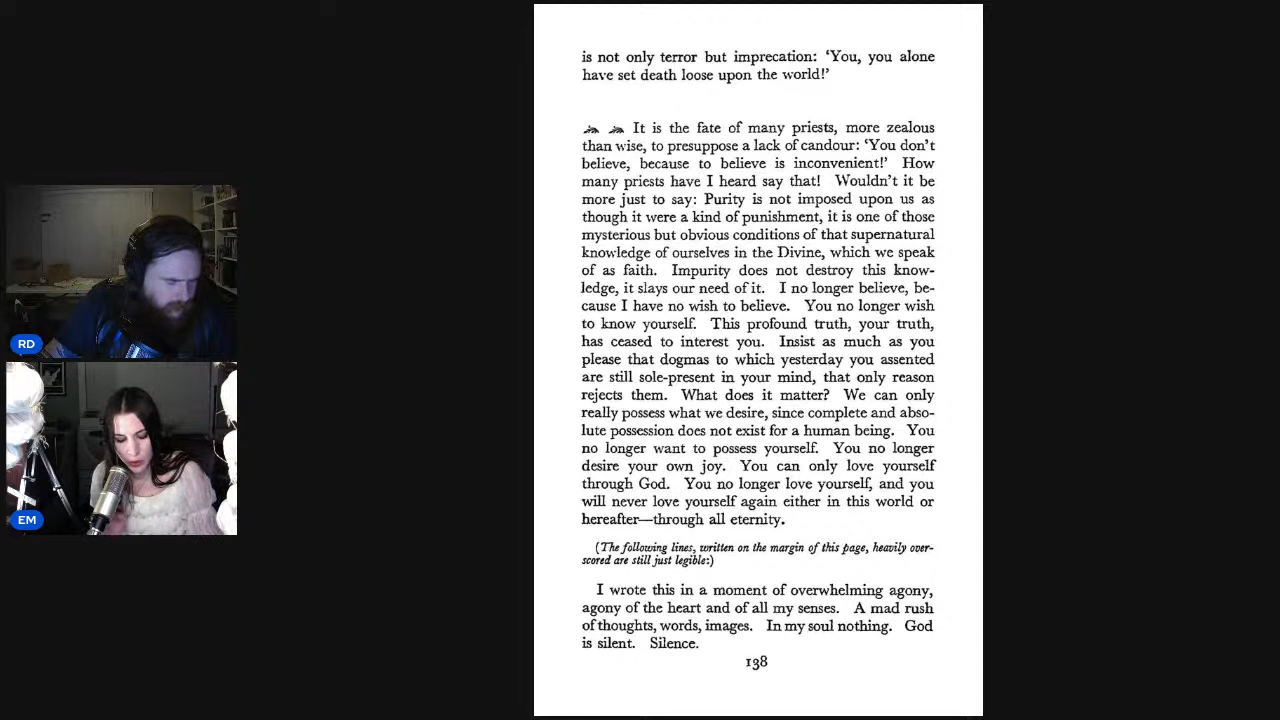 is not only terror but imprecation: ‘You, you alone
have set death loose upon the world!’
It is the fate of many priests, more zealous
than wise, to presuppose a lack of candour: ‘You don’t
believe, because to believe is inconvenient!’ How
many priests have I heard say that! Wouldn’t it be
more just to say: Purity is not imposed upon us as
though it were a kind of punishment, it is one of those
mysterious but obvious conditions of that supernatural
knowledge of ourselves in the Divine, which we speak
of as faith. Impurity does not destroy this know-
ledge, it slays our need of it. I no longer believe, be-
cause I have no wish to believe. You no longer wish
to know yourself. This profound truth, your truth,
has ceased to interest you. Insist as much as you
please that dogmas to which yesterday you assented
are still sole-present in your mind, that only reason
rejects them. What does it matter? We can only
really possess what we desire, since complete and abso-
lute possession does not exist for a human being. You
no longer want to possess yourself. You no longer
desire your own joy. You can only love yourself
through God. You no longer love yourself, and you
will never love yourself again either in this world or
hereafter—through all eternity.
(The following lines, written on the margin of this page, heavily over-
scored are still just legible:)
I wrote this in a moment of overwhelming agony,
agony of the heart and of all my senses. A mad rush
of thoughts, words, images. In my soul nothing. God
is silent. Silence.
138
RD
EM